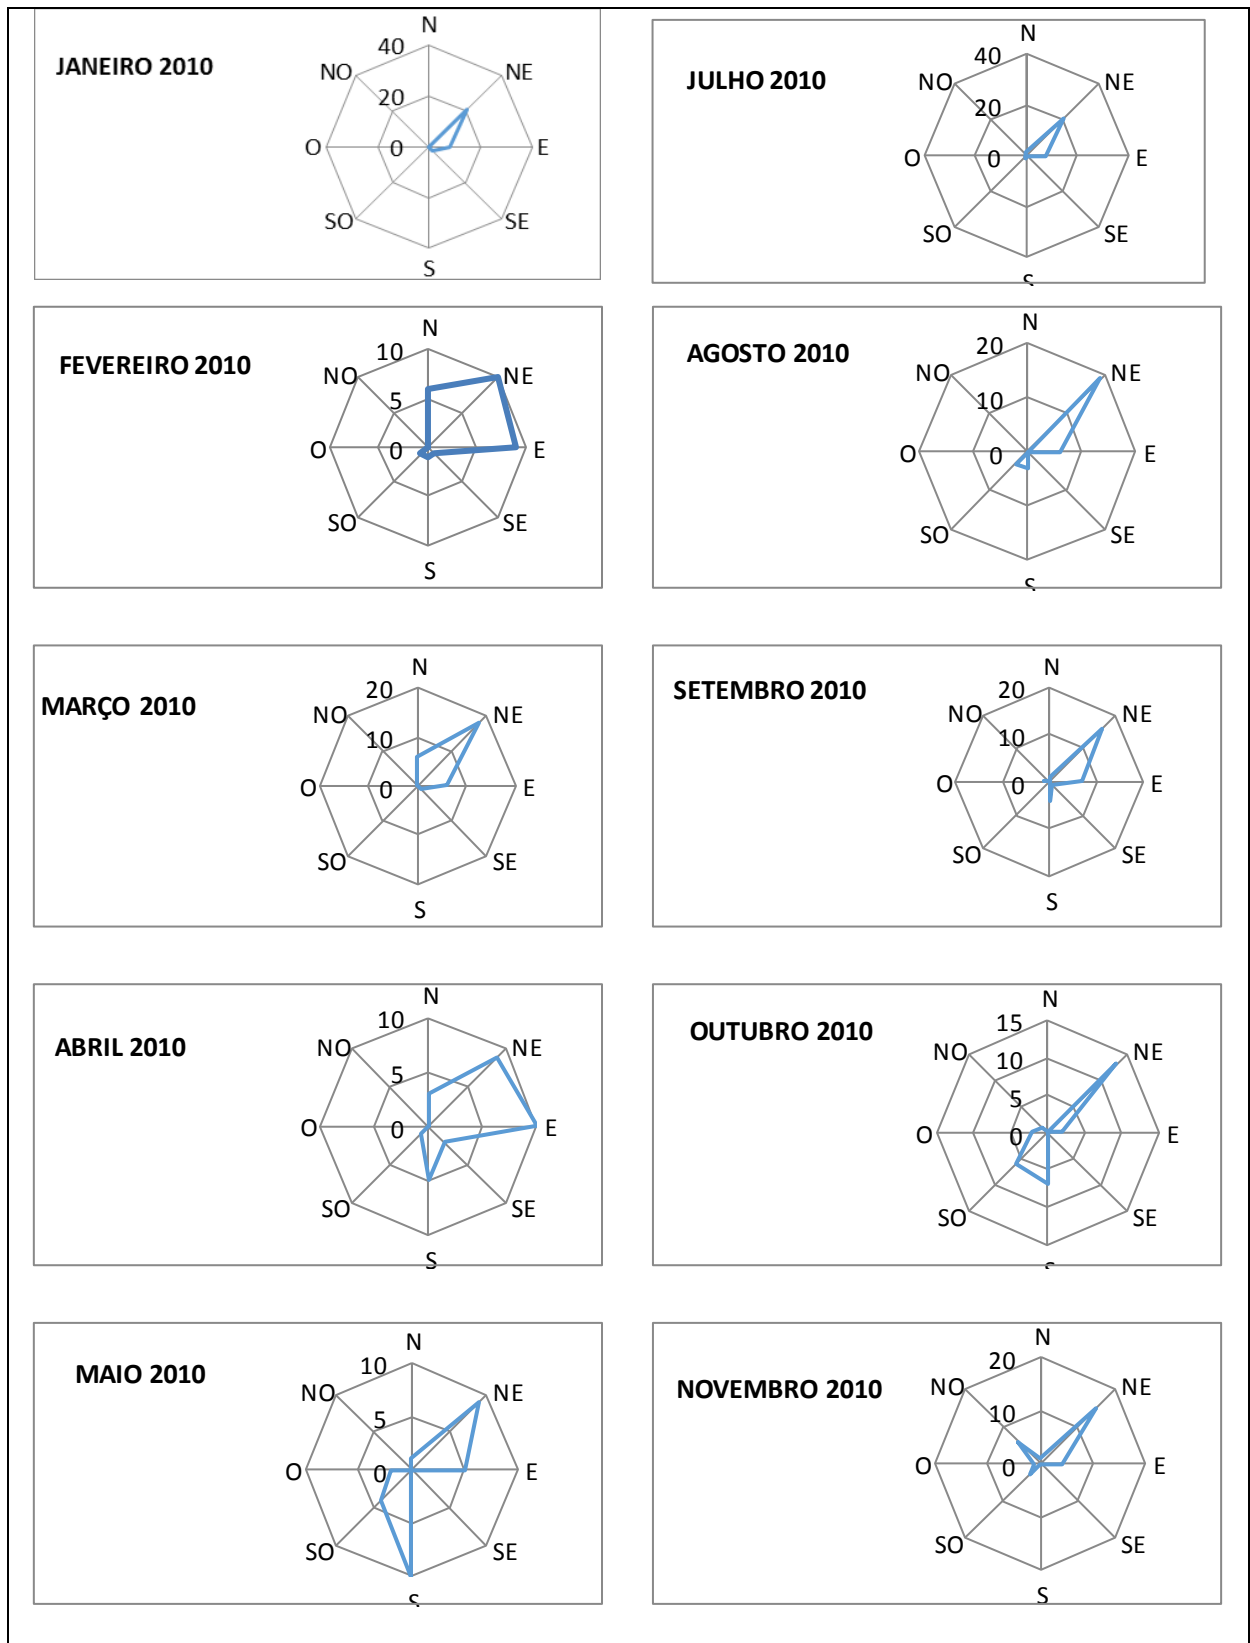 JANEIRO 2010
N
40
NO
NE
20
O
0
E
SO
SE
S
JULHO 2010
N
40
NO
NE
20
O
0
E
SO
SE
S
FEVEREIRO 2010
N
10
NO
NE
5
O
0
E
SO
SE
S
AGOSTO 2010
N
20
NO
NE
10
O
0
E
SO
SE
S
MARÇO 2010
N
20
NO
NE
10
O
0
E
SO
SE
S
SETEMBRO 2010
N
20
NO
NE
10
O
0
E
SO
SE
S
ABRIL 2010
N
10
NO
NE
5
O
0
E
SO
SE
S
OUTUBRO 2010
N
15
NO
NE
10
5
O
0
E
SO
SE
MAIO 2010
N
10
NO
NE
5
O
0
E
SO
SE
S
NOVEMBRO 2010
N
20
NO
NE
10
O
0
E
SO
SE
S